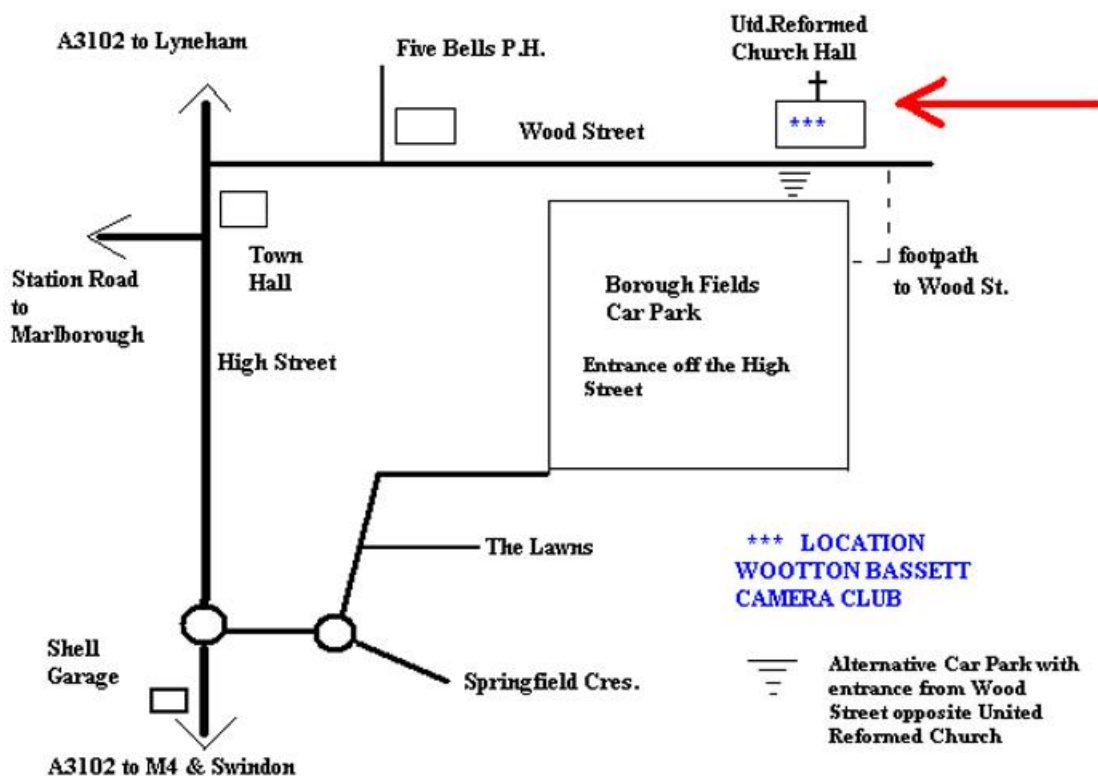 A3102 to Lyneham
Five Bells P.H.
Utd.Reformed
Church Hall
***
Wood Street
Town
Hall
Station Road
to
Marlborough
footpath
to Wood St.
Borough Fields
Car Park
Entrance off the High
Street
High Street
The Lawns
*** LOCATION
WOOTTON BASSETT
CAMERA CLUB
Shell
Garage
Springfield Cres.
Alternative Car Park with
entrance from Wood
Street opposite United
Reformed Church
A3102 to M4 & Swindon